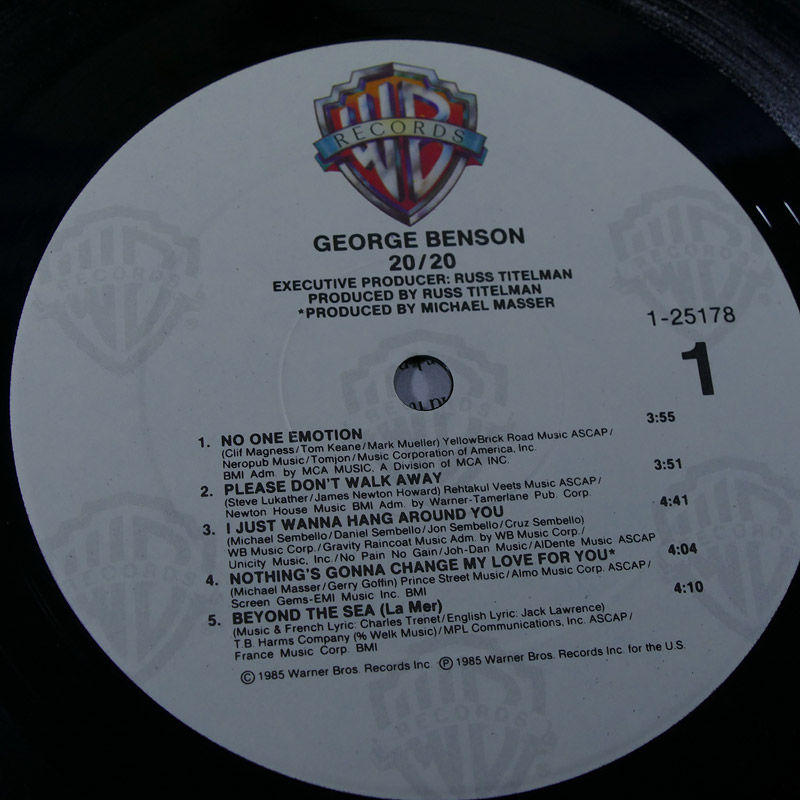 WB
RECORDS
GEORGE BENSON
20/20
EXECUTIVE PRODUCER: RUSS TITELMAN
PRODUCED BY RUSS TITELMAN
*PRODUCED BY MICHAEL MASSER
1-25178
1
1. NO ONE EMOTION 3:55
(Clif Magness/Tom Keane/Mark Mueller) YellowBrick Road Music ASCAP/
Neropub Music/Tomjon/Music Corporation of America, Inc.
BMI Adm. by MCA MUSIC, A Division of MCA INC.
2. PLEASE DON'T WALK AWAY 3:51
(Steve Lukather/James Newton Howard) Rehtakul Veets Music ASCAP/
Newton House Music BMI Adm. by Warner-Tamerlane Pub. Corp.
3. I JUST WANNA HANG AROUND YOU 4:41
(Michael Sembello/Daniel Sembello/Jon Sembello/Cruz Sembello)
WB Music Corp./Gravity Raincoat Music Adm. by WB Music Corp./
Unicity Music, Inc./No Pain No Gain/Joh-Dan Music/AlDente Music ASCAP
4. NOTHING'S GONNA CHANGE MY LOVE FOR YOU* 4:04
(Michael Masser/Gerry Goffin) Prince Street Music/Almo Music Corp. ASCAP/
Screen Gems-EMI Music Inc. BMI
5. BEYOND THE SEA (La Mer) 4:10
(Music & French Lyric: Charles Trenet/English Lyric: Jack Lawrence)
T.B. Harms Company (% Welk Music)/MPL Communications, Inc. ASCAP/
France Music Corp. BMI
© 1985 Warner Bros. Records Inc. ℗ 1985 Warner Bros. Records Inc. for the U.S.